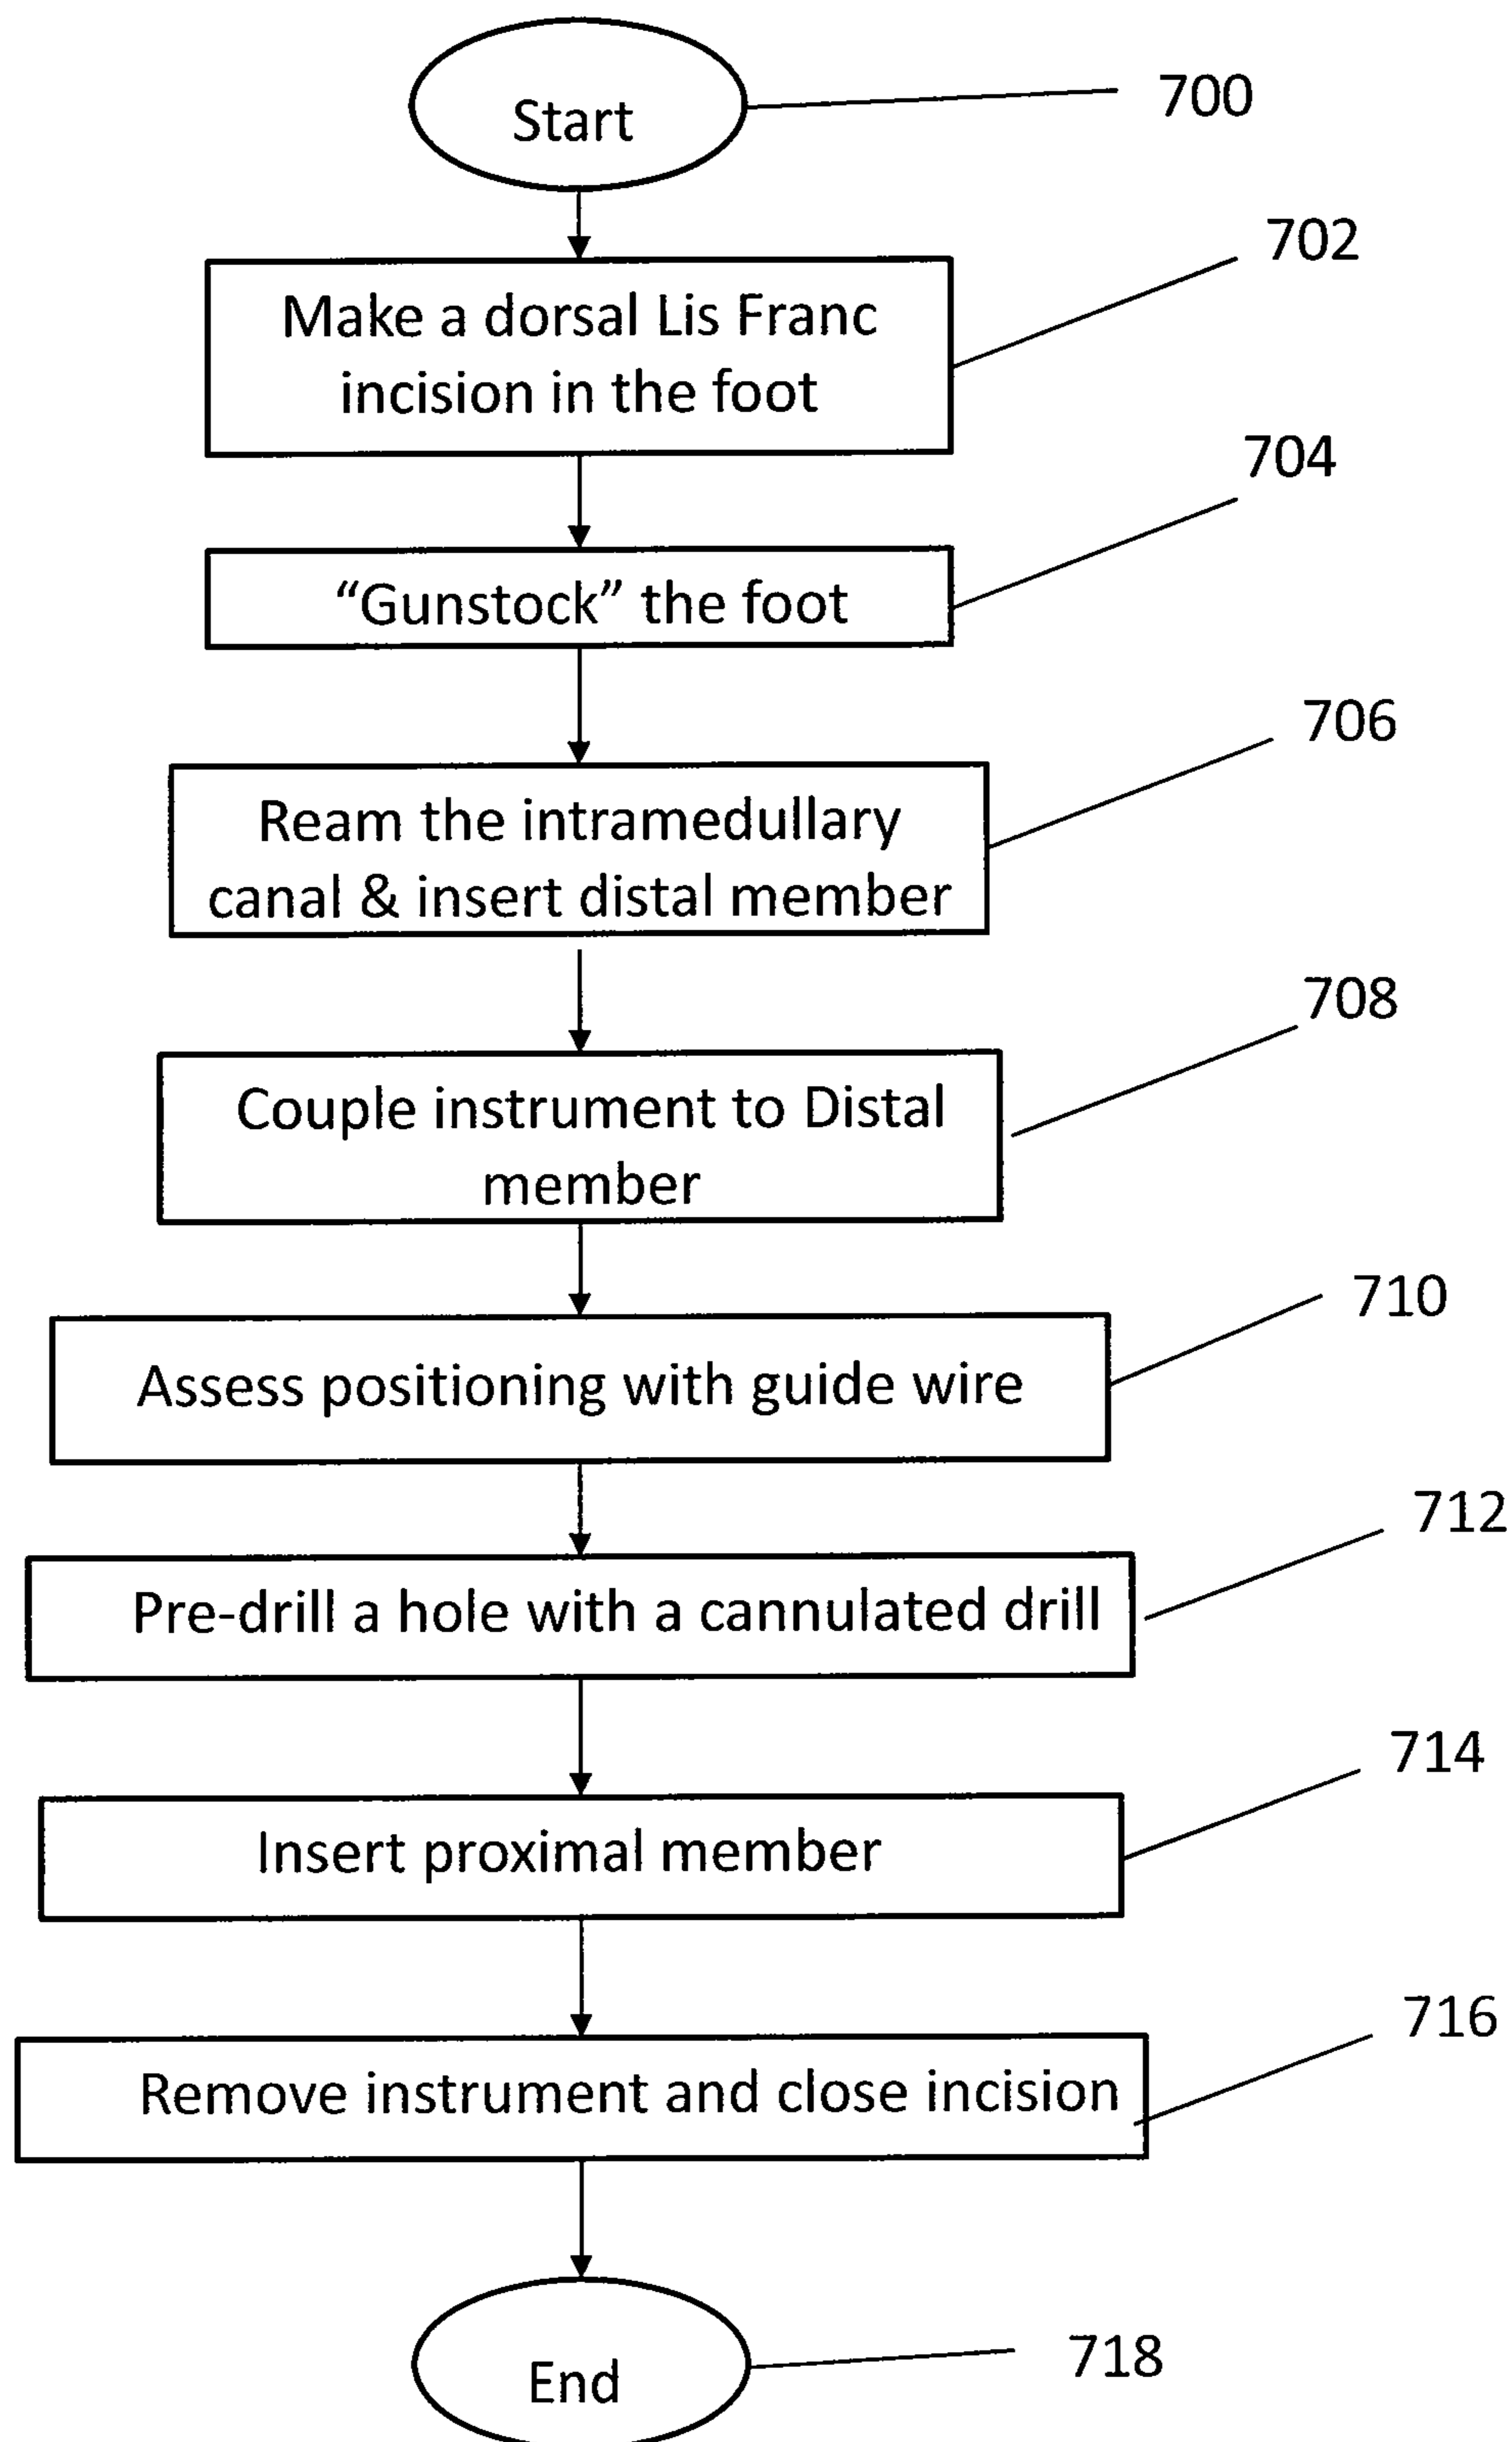 Start
700
702
Make a dorsal Lis Franc
incision in the foot
704
“Gunstock” the foot
706
Ream the intramedullary
canal & insert distal member
708
Couple instrument to Distal
member
710
Assess positioning with guide wire
712
Pre-drill a hole with a cannulated drill
714
Insert proximal member
716
Remove instrument and close incision
718
End